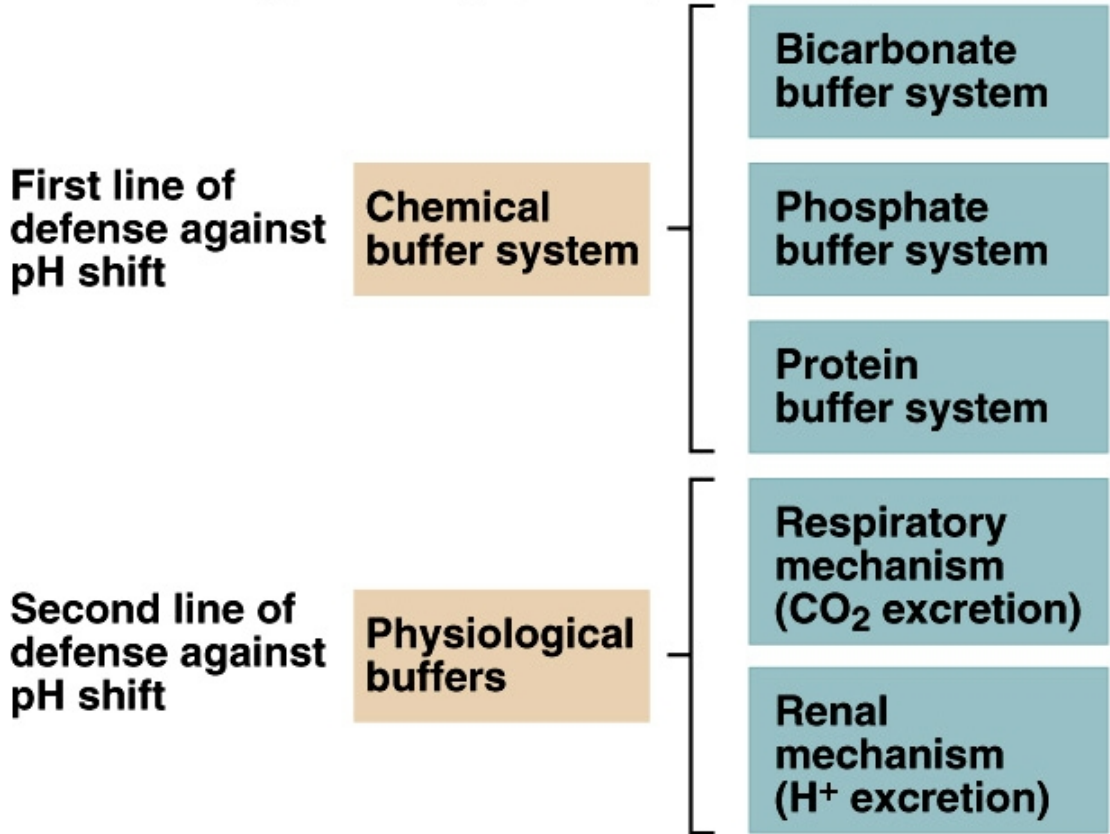 First line of
defense against
pH shift
Chemical
buffer system
Bicarbonate
buffer system
Phosphate
buffer system
Protein
buffer system
Second line of
defense against
pH shift
Physiological
buffers
Respiratory
mechanism
(CO₂ excretion)
Renal
mechanism
(H⁺ excretion)